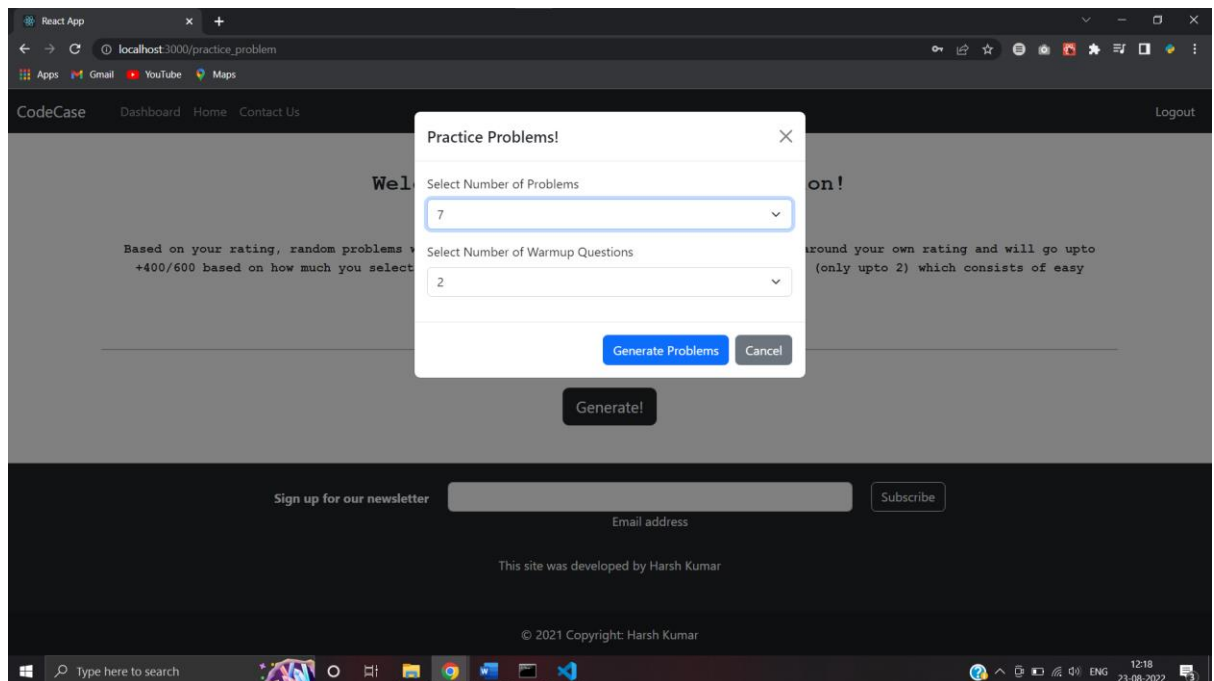 React App
localhost:3000/practice_problem
Apps Gmail YouTube Maps
CodeCase Dashboard Home Contact Us Logout
Practice Problems!
Wel on!
Select Number of Problems
7
Based on your rating, random problems around your own rating and will go upto
Select Number of Warmup Questions
+400/600 based on how much you select (only upto 2) which consists of easy
2
Generate Problems Cancel
Generate!
Sign up for our newsletter Subscribe
Email address
This site was developed by Harsh Kumar
© 2021 Copyright: Harsh Kumar
Type here to search
ENG 12:18
23-08-2022